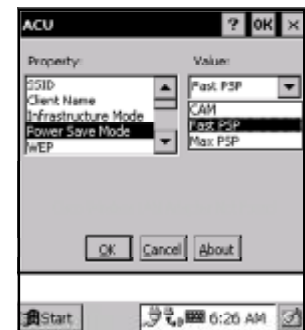 ACU ? OK ×
Property: Value:
SSID
Client Name
Infrastructure Mode
Power Save Mode
WEP
Fast PSP
CAM
Fast PSP
Max PSP
OK Cancel About
Start 6:26 AM